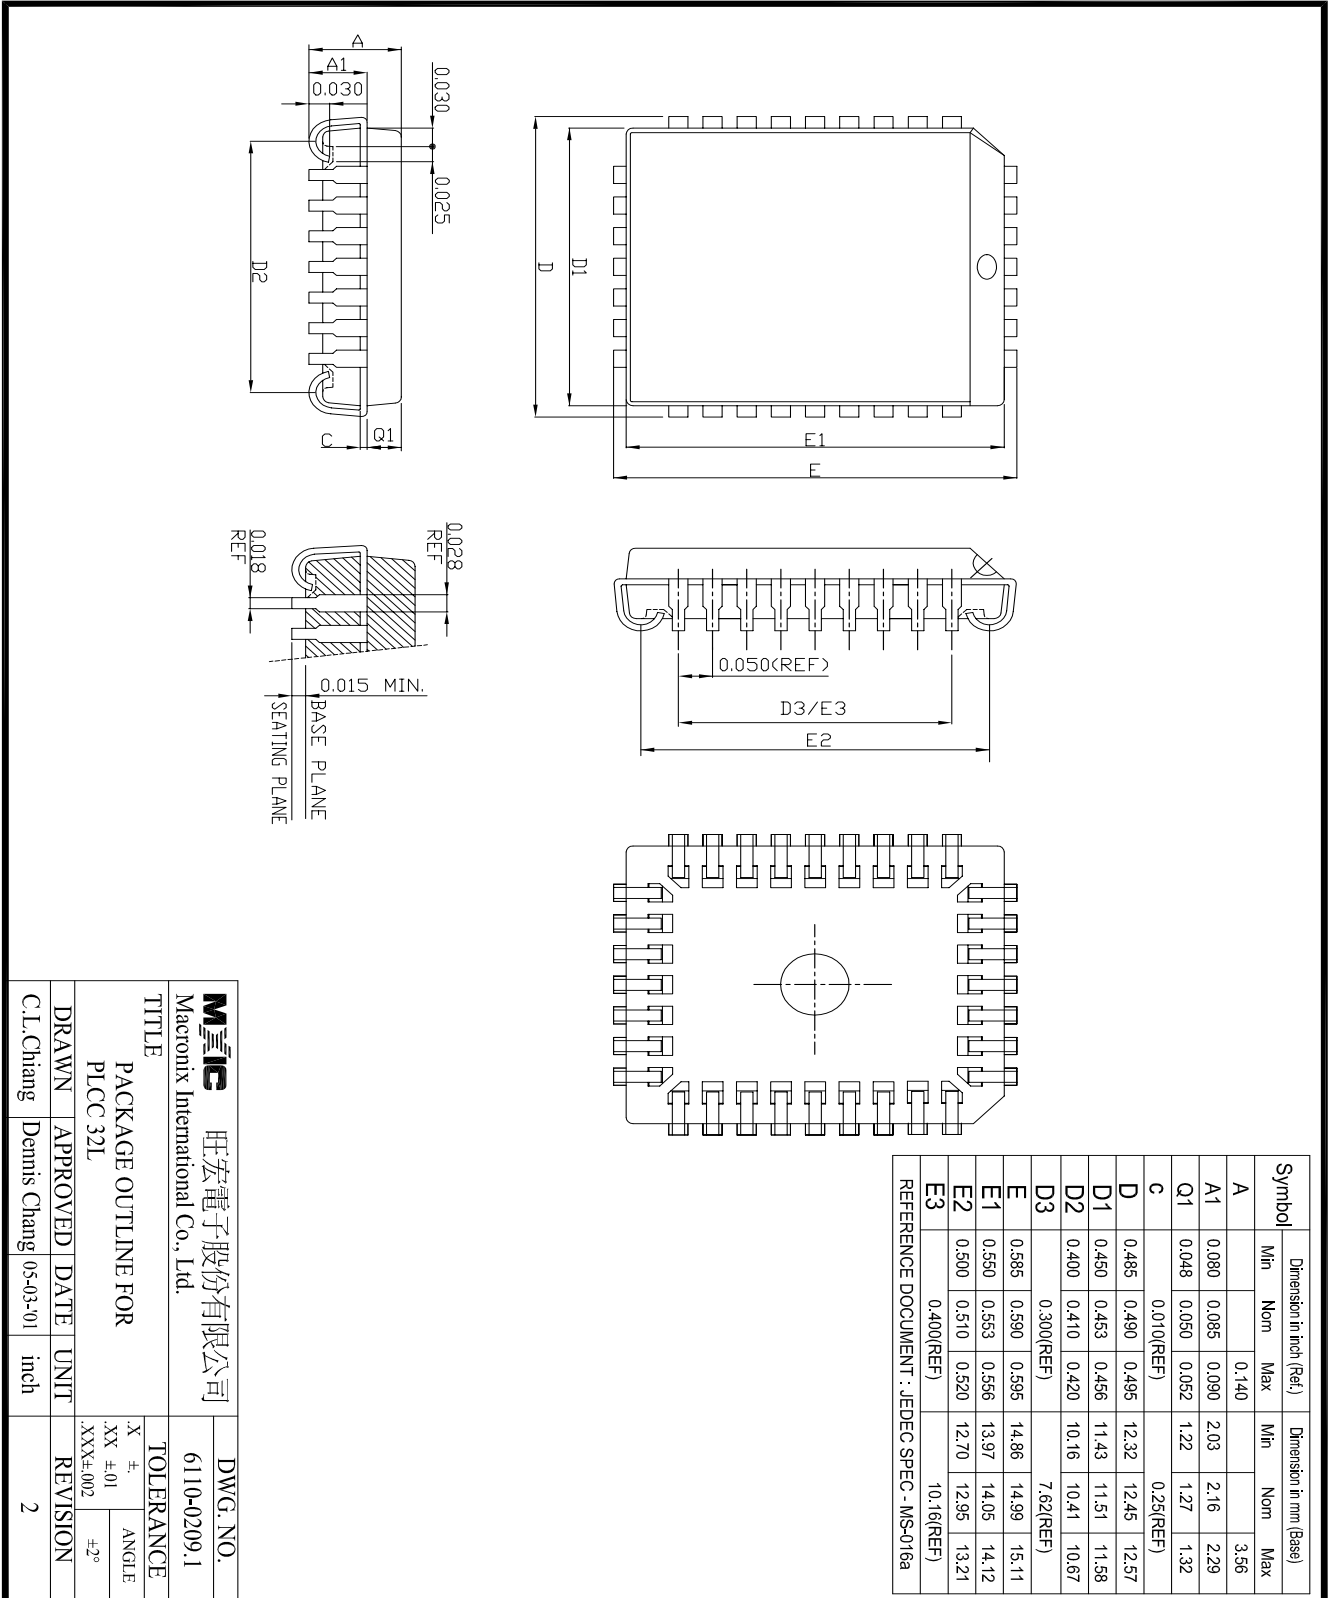 A
A1
0.030
0.030
0.025
D2
C
Q1
D
D1
E1
E
0.028
REF
0.018
REF
0.015 MIN.
BASE PLANE
SEATING PLANE
0.050(REF)
D3/E3
E2
Symbol Dimension in inch (Ref.) Dimension in mm (Base)
Min Nom Max Min Nom Max
A 0.140 3.56
A1 0.080 0.085 0.090 2.03 2.16 2.29
Q1 0.048 0.050 0.052 1.22 1.27 1.32
C 0.010(REF) 0.25(REF)
D 0.485 0.490 0.495 12.32 12.45 12.57
D1 0.450 0.453 0.456 11.43 11.51 11.58
D2 0.400 0.410 0.420 10.16 10.41 10.67
D3 0.300(REF) 7.62(REF)
E 0.585 0.590 0.595 14.86 14.99 15.11
E1 0.550 0.553 0.556 13.97 14.05 14.12
E2 0.500 0.510 0.520 12.70 12.95 13.21
E3 0.400(REF) 10.16(REF)
REFERENCE DOCUMENT : JEDEC SPEC - MS-016a
MXIC 旺宏電子股份有限公司
Macronix International Co., Ltd.
DWG. NO.
6110-0209.1
TITLE
PACKAGE OUTLINE FOR
PLCC 32L
TOLERANCE
.X ±.
.XX ±.01
.XXX±.002
ANGLE
±2°
DRAWN APPROVED DATE UNIT REVISION
C.L.Chiang Dennis Chang 05-03-'01 inch 2